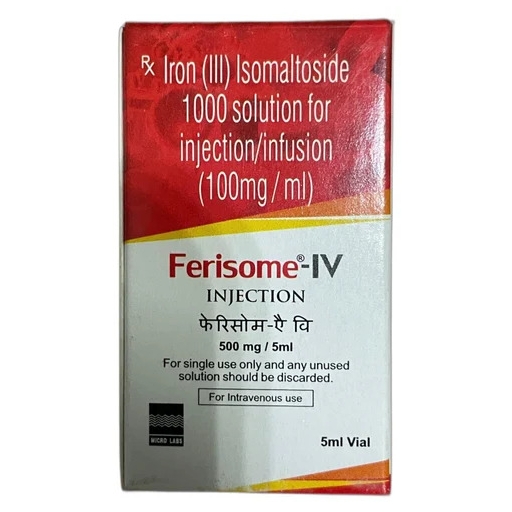 Rx Iron (III) Isomaltoside
1000 solution for
injection/infusion
(100mg / ml)
Ferisome®-IV
INJECTION
फेरिसोम-ऐ वि
500 mg / 5ml
For single use only and any unused
solution should be discarded.
For Intravenous use
MICRO LABS
5ml Vial